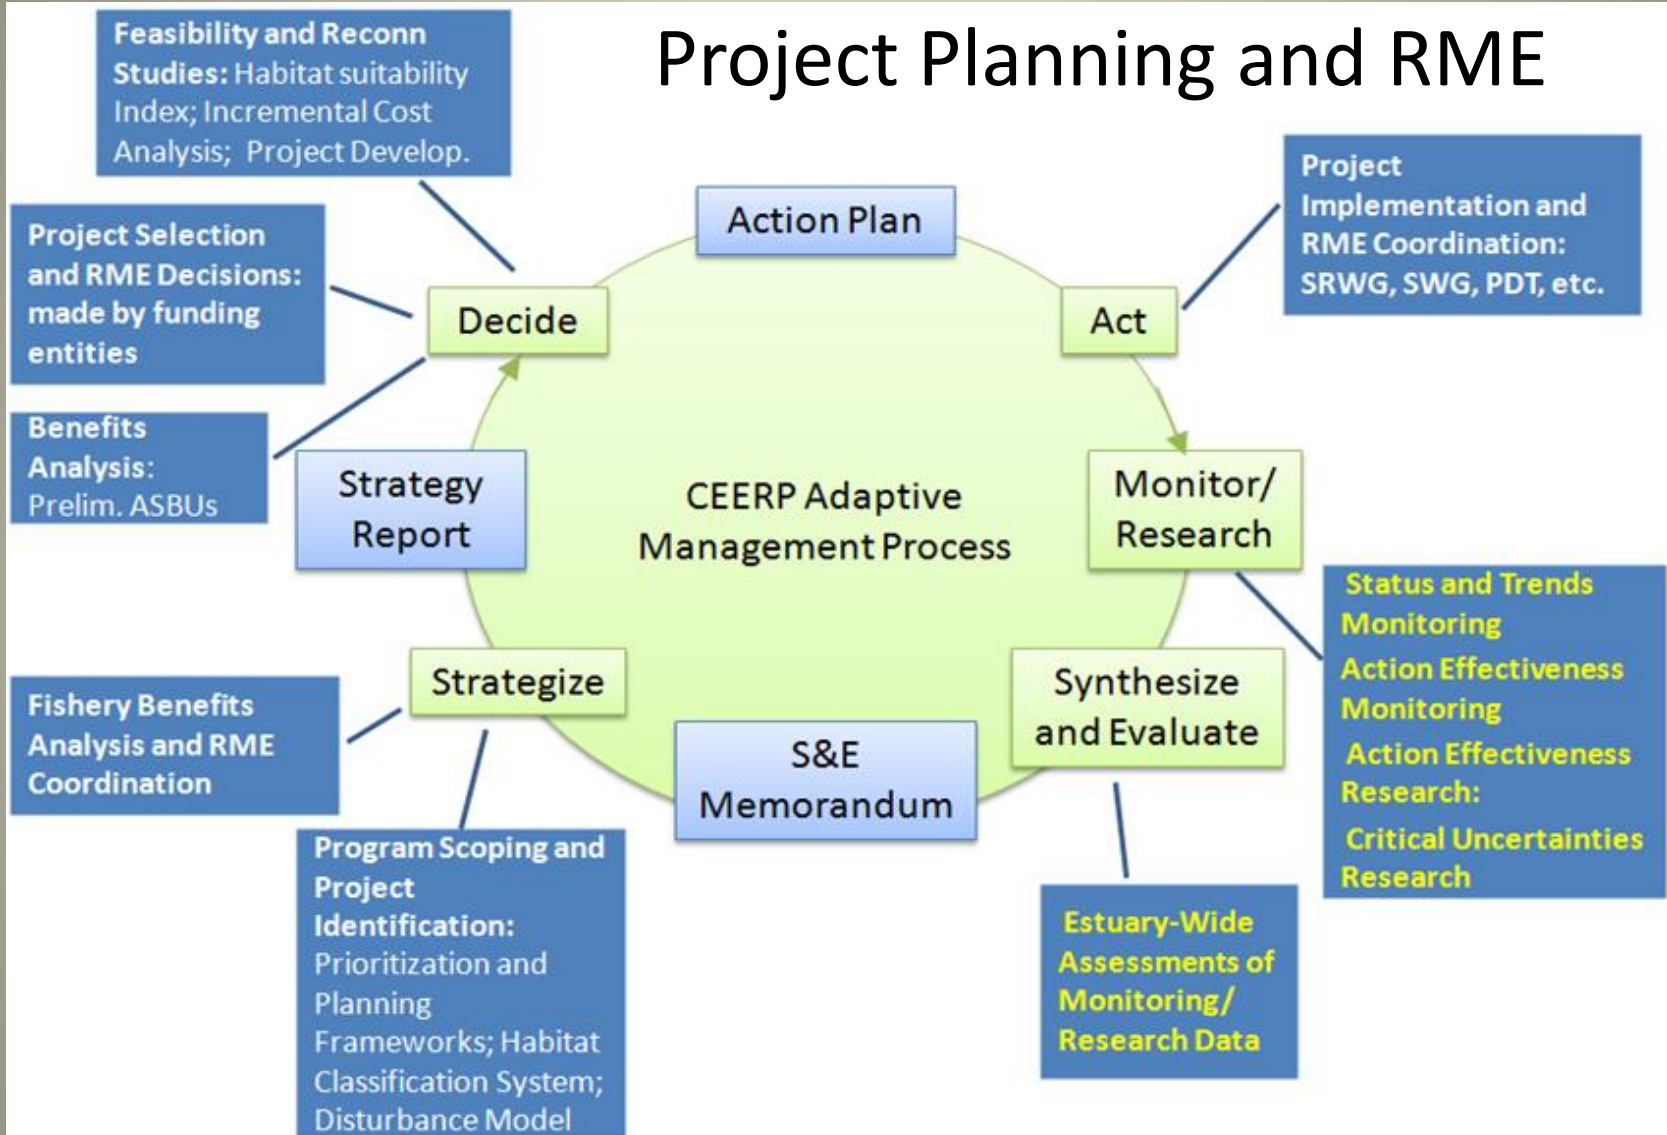 Project Planning and RME
Feasibility and Reconn
Studies: Habitat suitability
Index; Incremental Cost
Analysis;  Project Develop.
Project Selection
and RME Decisions:
made by funding
entities
Benefits
Analysis:
Prelim. ASBUs
Action Plan
Decide
Act
Project
Implementation and
RME Coordination:
SRWG, SWG, PDT, etc.
Strategy
Report
CEERP Adaptive
Management Process
Monitor/
Research
Status and Trends
Monitoring
Action Effectiveness
Monitoring
Action Effectiveness
Research:
Critical Uncertainties
Research
Strategize
Synthesize
and Evaluate
S&E
Memorandum
Fishery Benefits
Analysis and RME
Coordination
Program Scoping and
Project
Identification:
Prioritization and
Planning
Frameworks; Habitat
Classification System;
Disturbance Model
Estuary-Wide
Assessments of
Monitoring/
Research Data